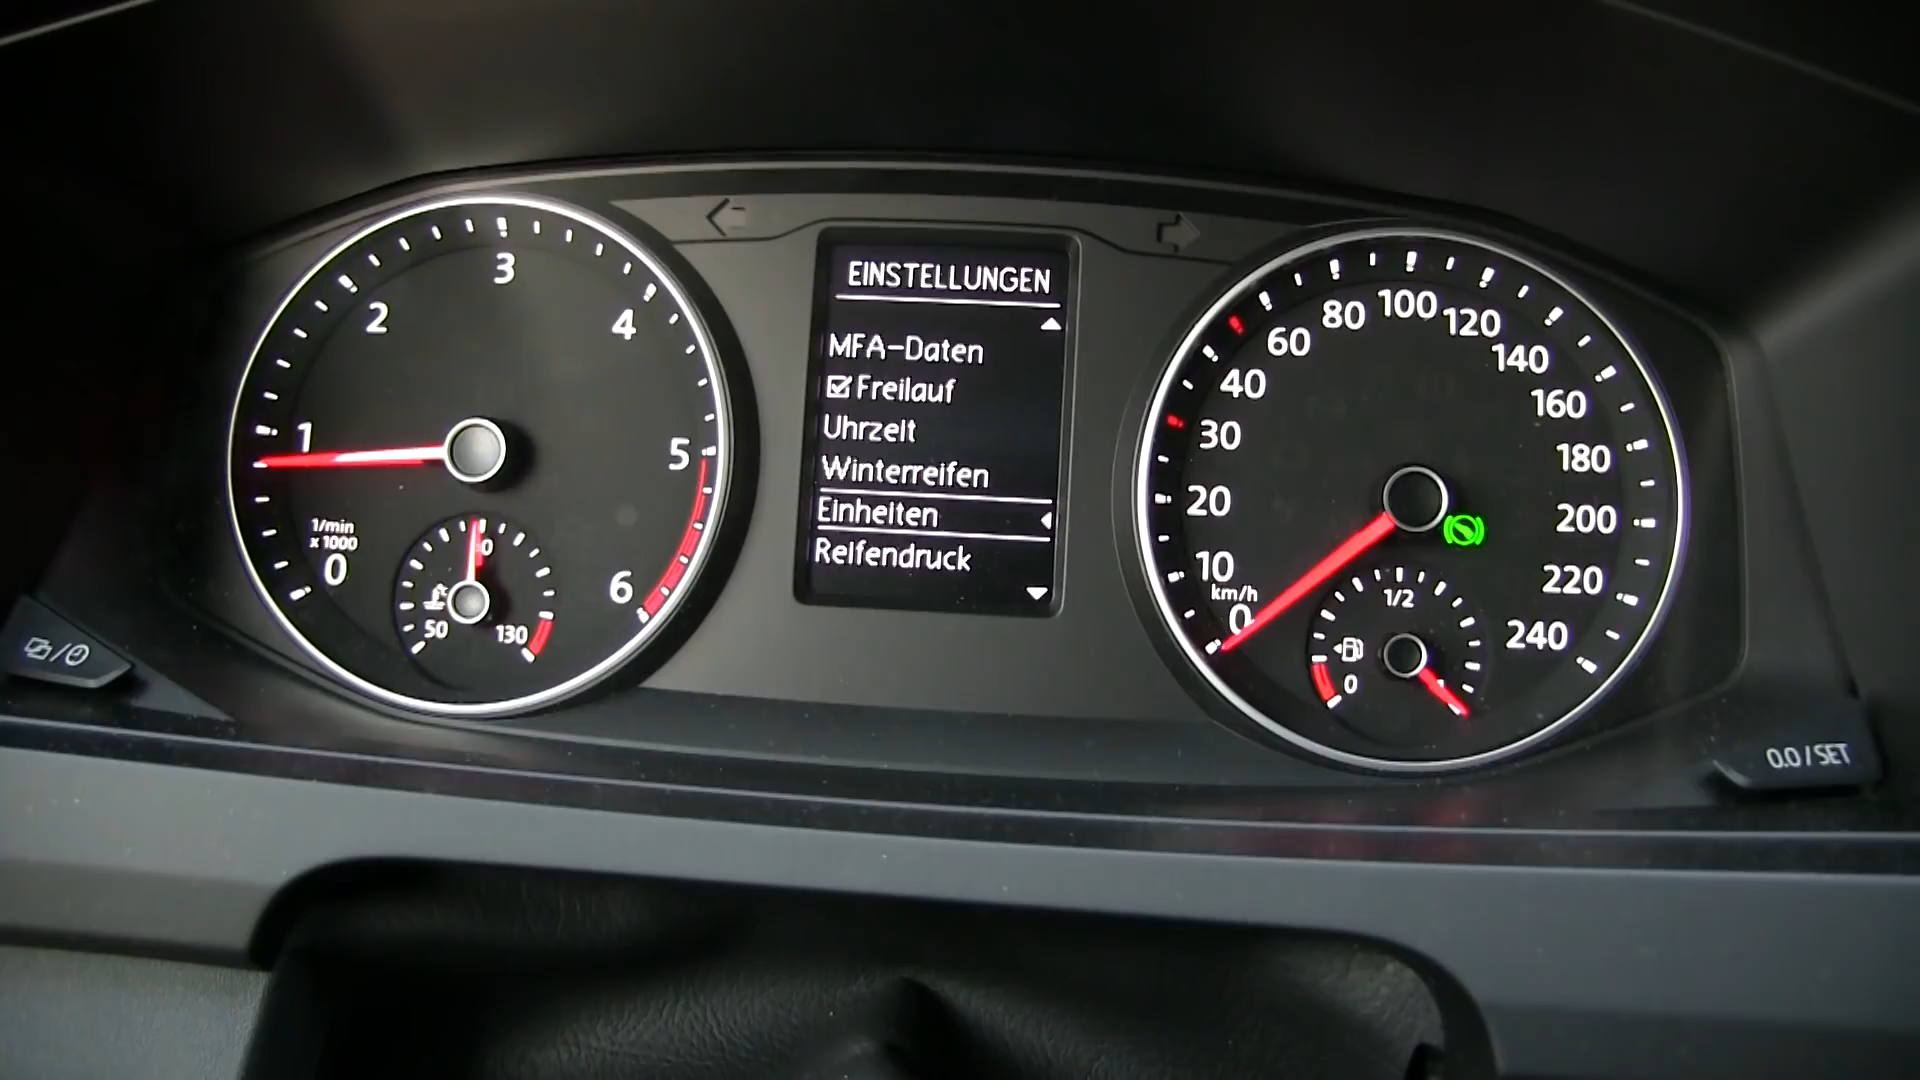 EINSTELLUNGEN
MFA-Daten
Freilauf
Uhrzeit
Winterreifen
Einheiten
Reifendruck
0
1
2
3
4
5
6
1/min
x 1000
50
90
130
0
10
20
30
40
60
80
100
120
140
160
180
200
220
240
km/h
0
1/2
0.0/SET